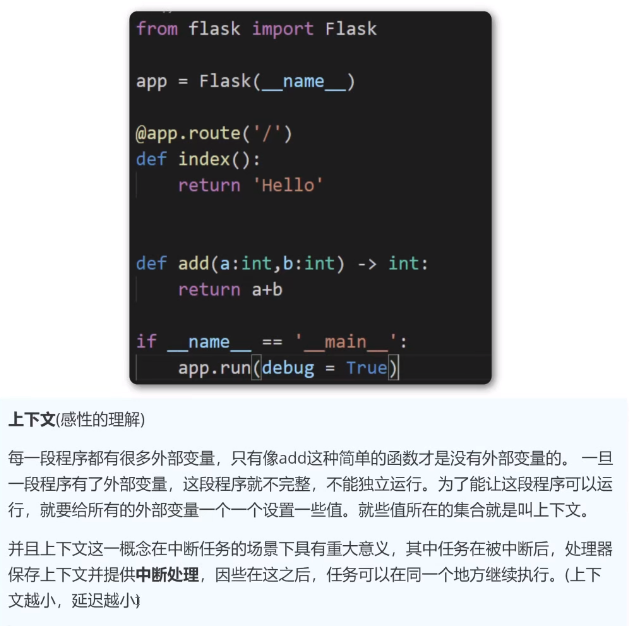 from flask import Flask
app = Flask(__name__)
@app.route('/')
def index():
    return 'Hello'
def add(a:int,b:int) -> int:
    return a+b
if __name__ == '__main__':
    app.run(debug = True)
上下文(感性的理解)
每一段程序都有很多外部变量，只有像add这种简单的函数才是没有外部变量的。 一旦
一段程序有了外部变量，这段程序就不完整，不能独立运行。为了能让这段程序可以运
行，就要给所有的外部变量一个一个设置一些值。就些值所在的集合就是叫上下文。
并且上下文这一概念在中断任务的场景下具有重大意义，其中任务在被中断后，处理器
保存上下文并提供中断处理，因些在这之后，任务可以在同一个地方继续执行。(上下
文越小，延迟越小)